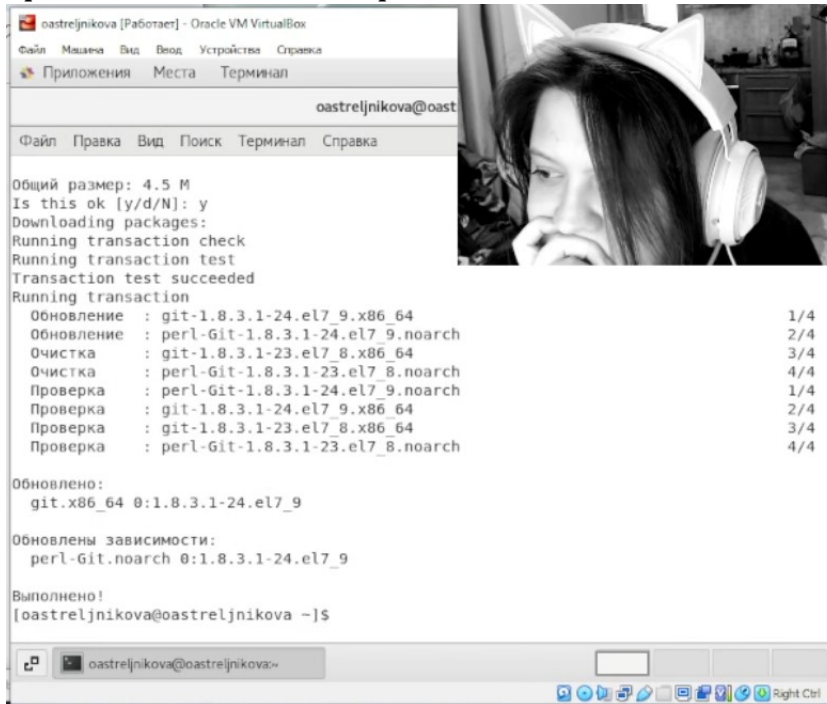 oastreljnikova [Работает] - Oracle VM VirtualBox
Файл Машина Вид Ввод Устройства Справка
Приложения Места Терминал
oastreljnikova@oast
Файл Правка Вид Поиск Терминал Справка
Общий размер: 4.5 M
Is this ok [y/d/N]: y
Downloading packages:
Running transaction check
Running transaction test
Transaction test succeeded
Running transaction
Обновление : git-1.8.3.1-24.el7_9.x86_64 1/4
Обновление : perl-Git-1.8.3.1-24.el7_9.noarch 2/4
Очистка : git-1.8.3.1-23.el7_8.x86_64 3/4
Очистка : perl-Git-1.8.3.1-23.el7_8.noarch 4/4
Проверка : perl-Git-1.8.3.1-24.el7_9.noarch 1/4
Проверка : git-1.8.3.1-24.el7_9.x86_64 2/4
Проверка : git-1.8.3.1-23.el7_8.x86_64 3/4
Проверка : perl-Git-1.8.3.1-23.el7_8.noarch 4/4
Обновлено:
git.x86_64 0:1.8.3.1-24.el7_9
Обновлены зависимости:
perl-Git.noarch 0:1.8.3.1-24.el7_9
Выполнено!
[oastreljnikova@oastreljnikova ~]$
oastreljnikova@oastreljnikova:~
Right Ctrl